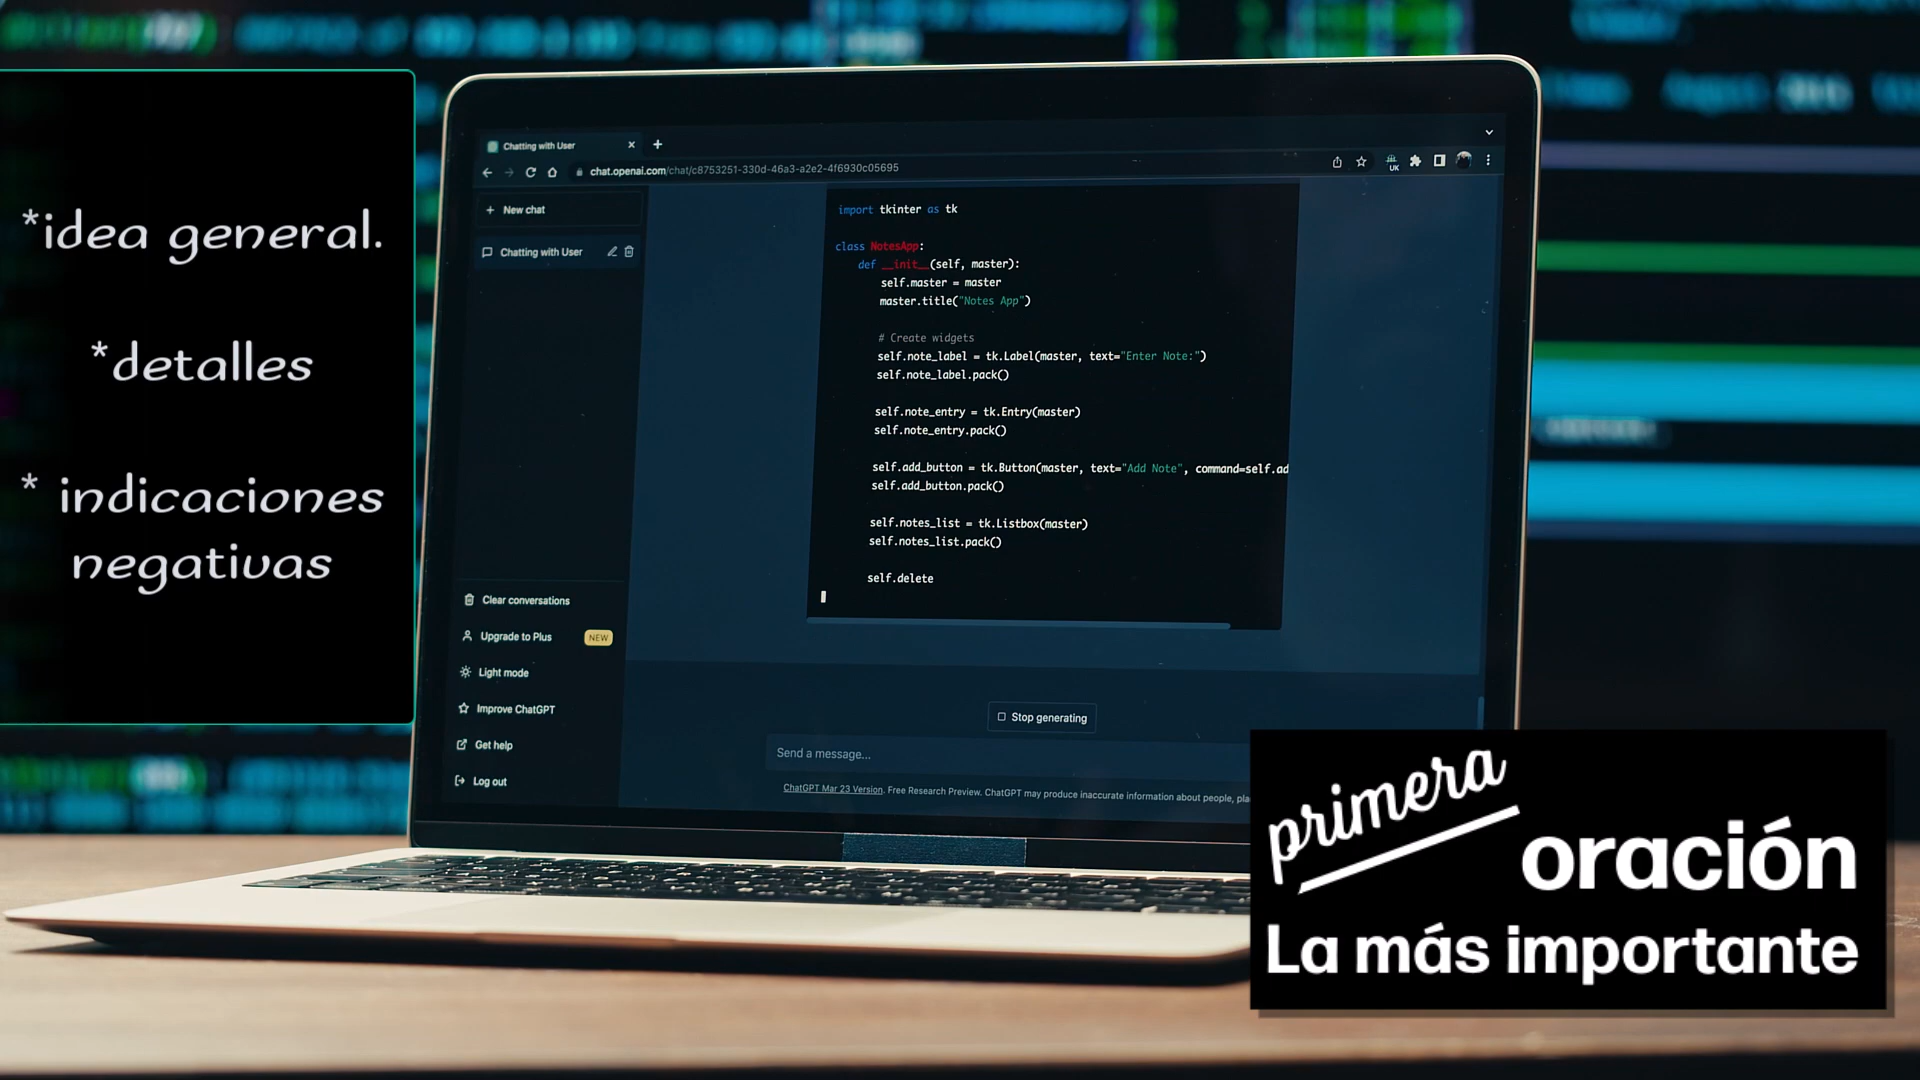 *idea general.
*detalles
* indicaciones
negativas
Chatting with User
chat.openai.com/chat/c8753251-330d-46a3-a2e2-4f6930c05695
UK
New chat
Chatting with User
import tkinter as tk
class NotesApp:
def __init__(self, master):
self.master = master
master.title("Notes App")
# Create widgets
self.note_label = tk.Label(master, text="Enter Note:")
self.note_label.pack()
self.note_entry = tk.Entry(master)
self.note_entry.pack()
self.add_button = tk.Button(master, text="Add Note", command=self.ad
self.add_button.pack()
self.notes_list = tk.Listbox(master)
self.notes_list.pack()
self.delete
Clear conversations
Upgrade to Plus NEW
Light mode
Improve ChatGPT
Get help
Log out
Stop generating
Send a message...
ChatGPT Mar 23 Version. Free Research Preview. ChatGPT may produce inaccurate information about people, pla
primera
oración
La más importante